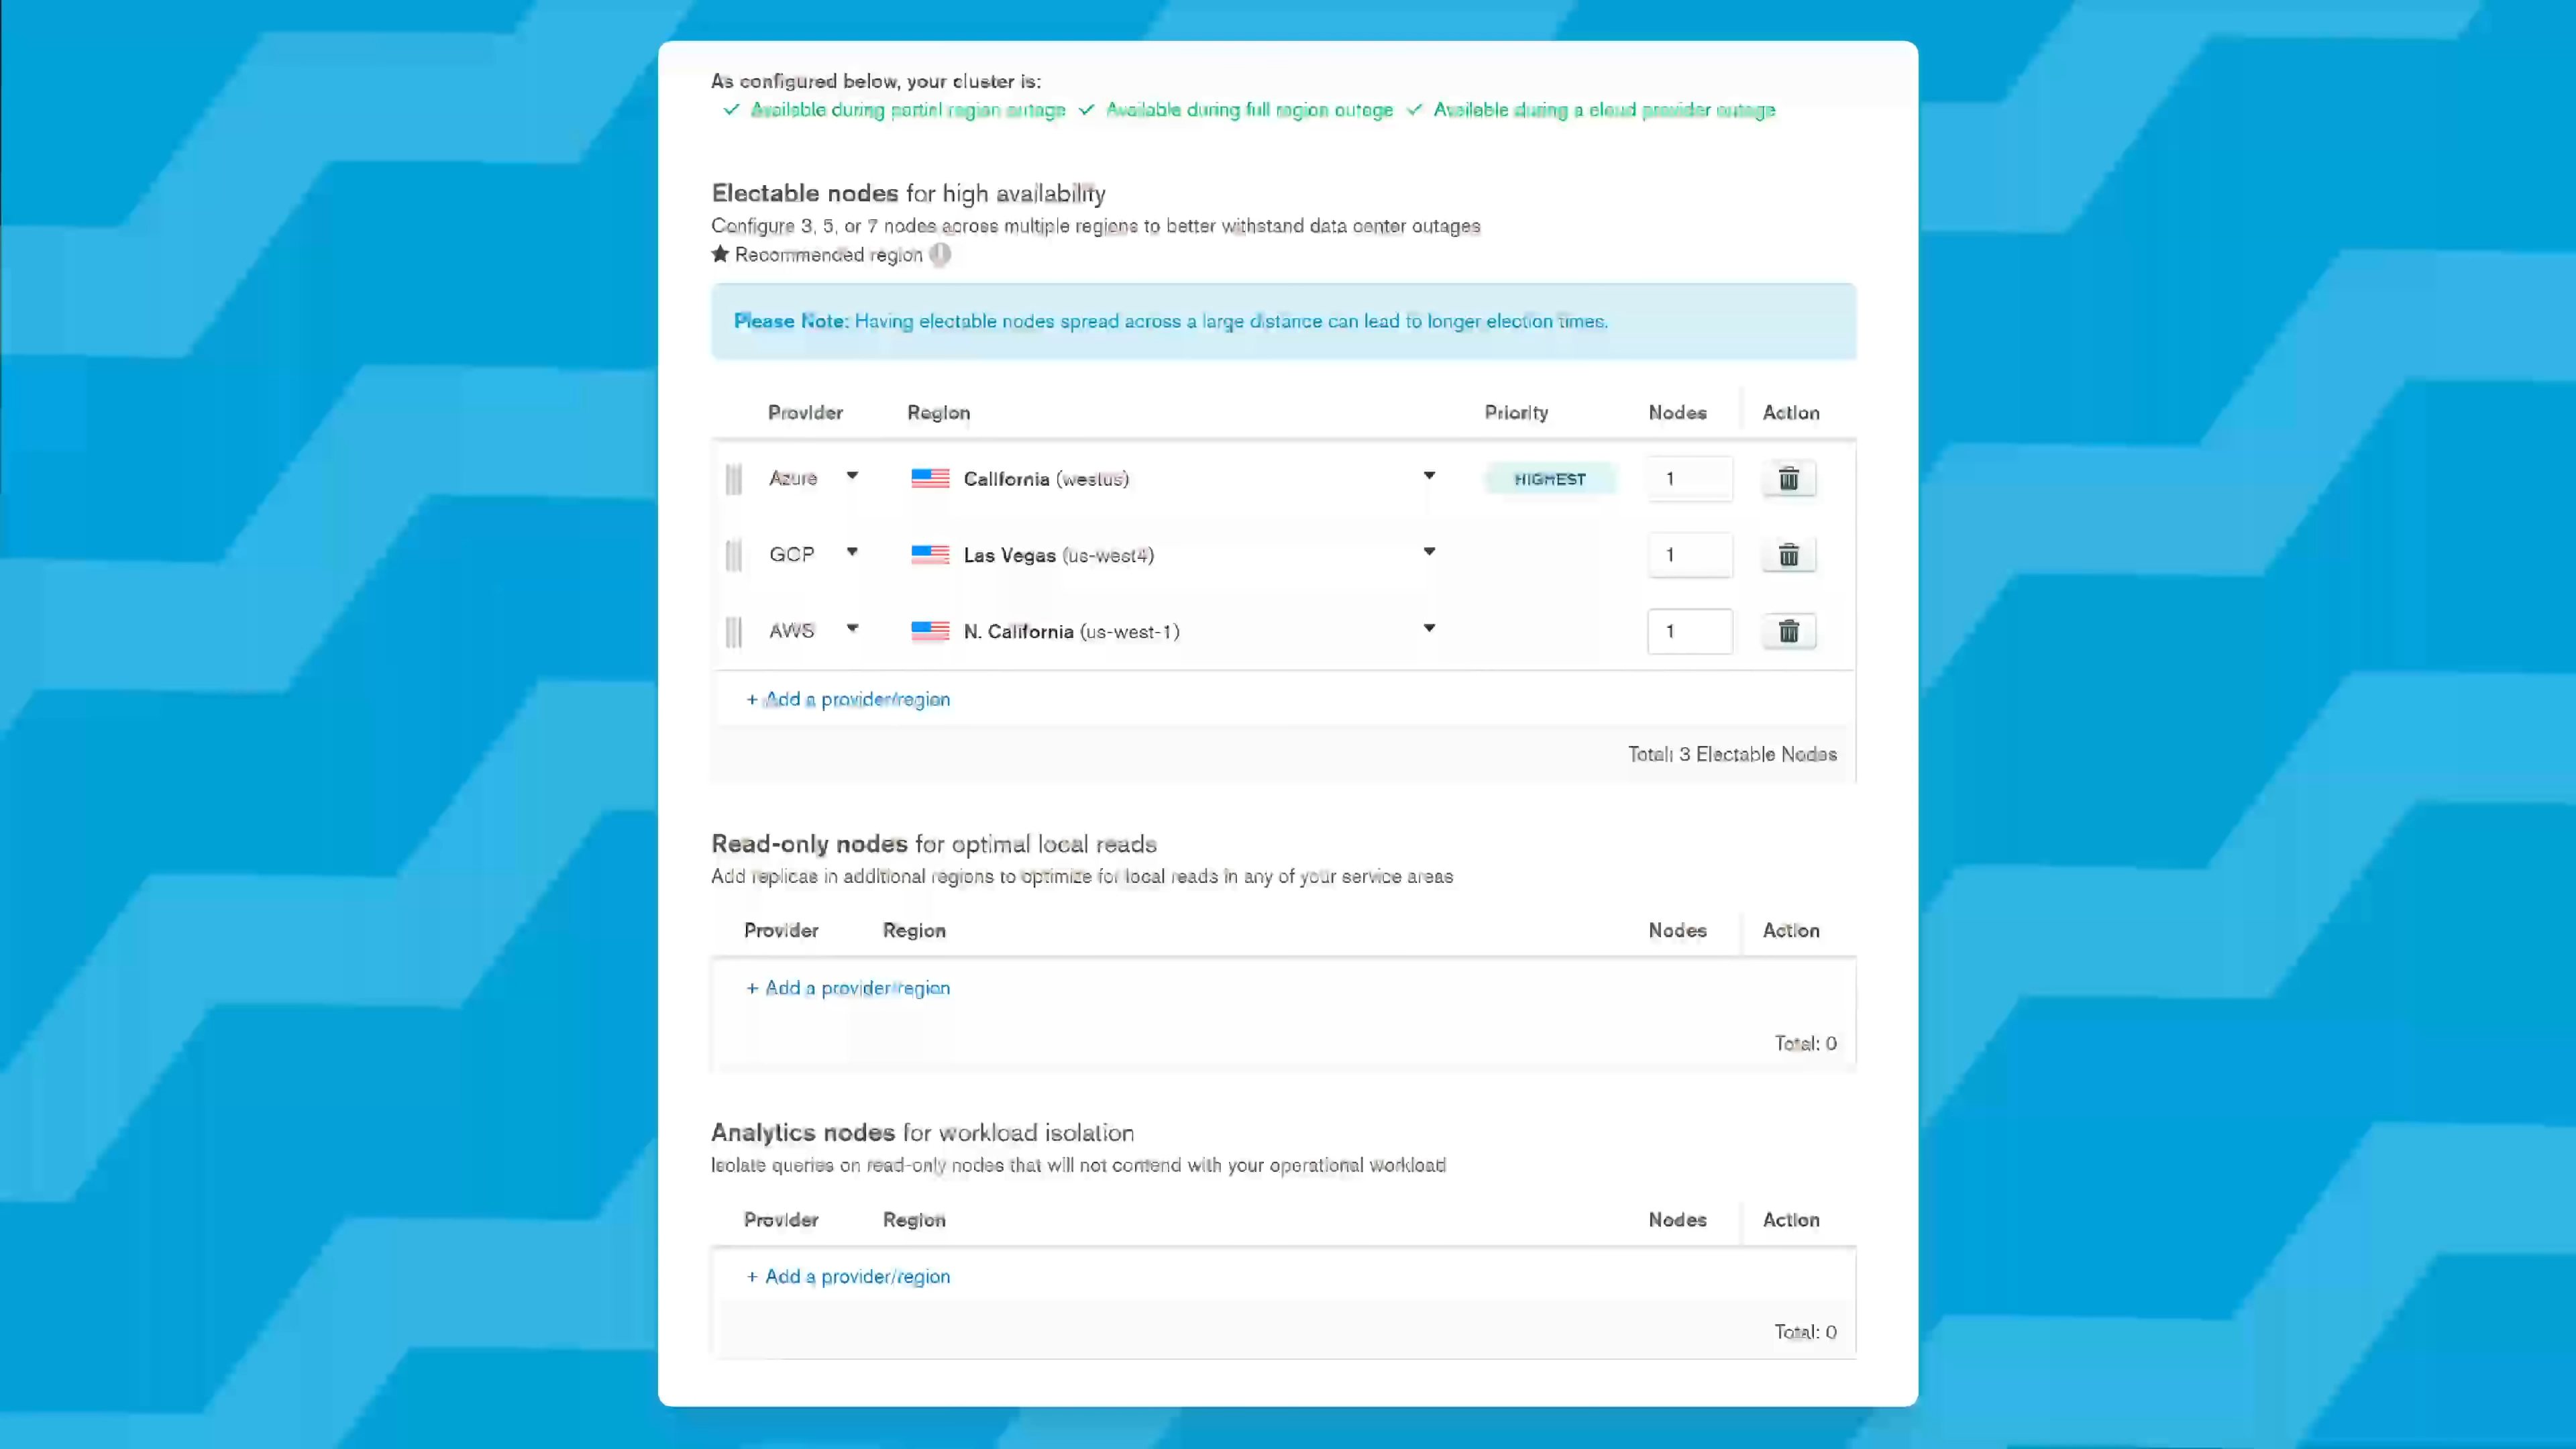 As configured below, your cluster is:
✓ Available during partial region outage ✓ Available during full region outage ✓ Available during a cloud provider outage
Electable nodes for high availability
Configure 3, 5, or 7 nodes across multiple regions to better withstand data center outages
★ Recommended region
Please Note: Having electable nodes spread across a large distance can lead to longer election times.
Provider Region Priority Nodes Action
Azure California (westus) HIGHEST 1
GCP Las Vegas (us-west4) 1
AWS N. California (us-west-1) 1
+ Add a provider/region
Total: 3 Electable Nodes
Read-only nodes for optimal local reads
Add replicas in additional regions to optimize for local reads in any of your service areas
Provider Region Nodes Action
+ Add a provider/region
Total: 0
Analytics nodes for workload isolation
Isolate queries on read-only nodes that will not contend with your operational workload
Provider Region Nodes Action
+ Add a provider/region
Total: 0